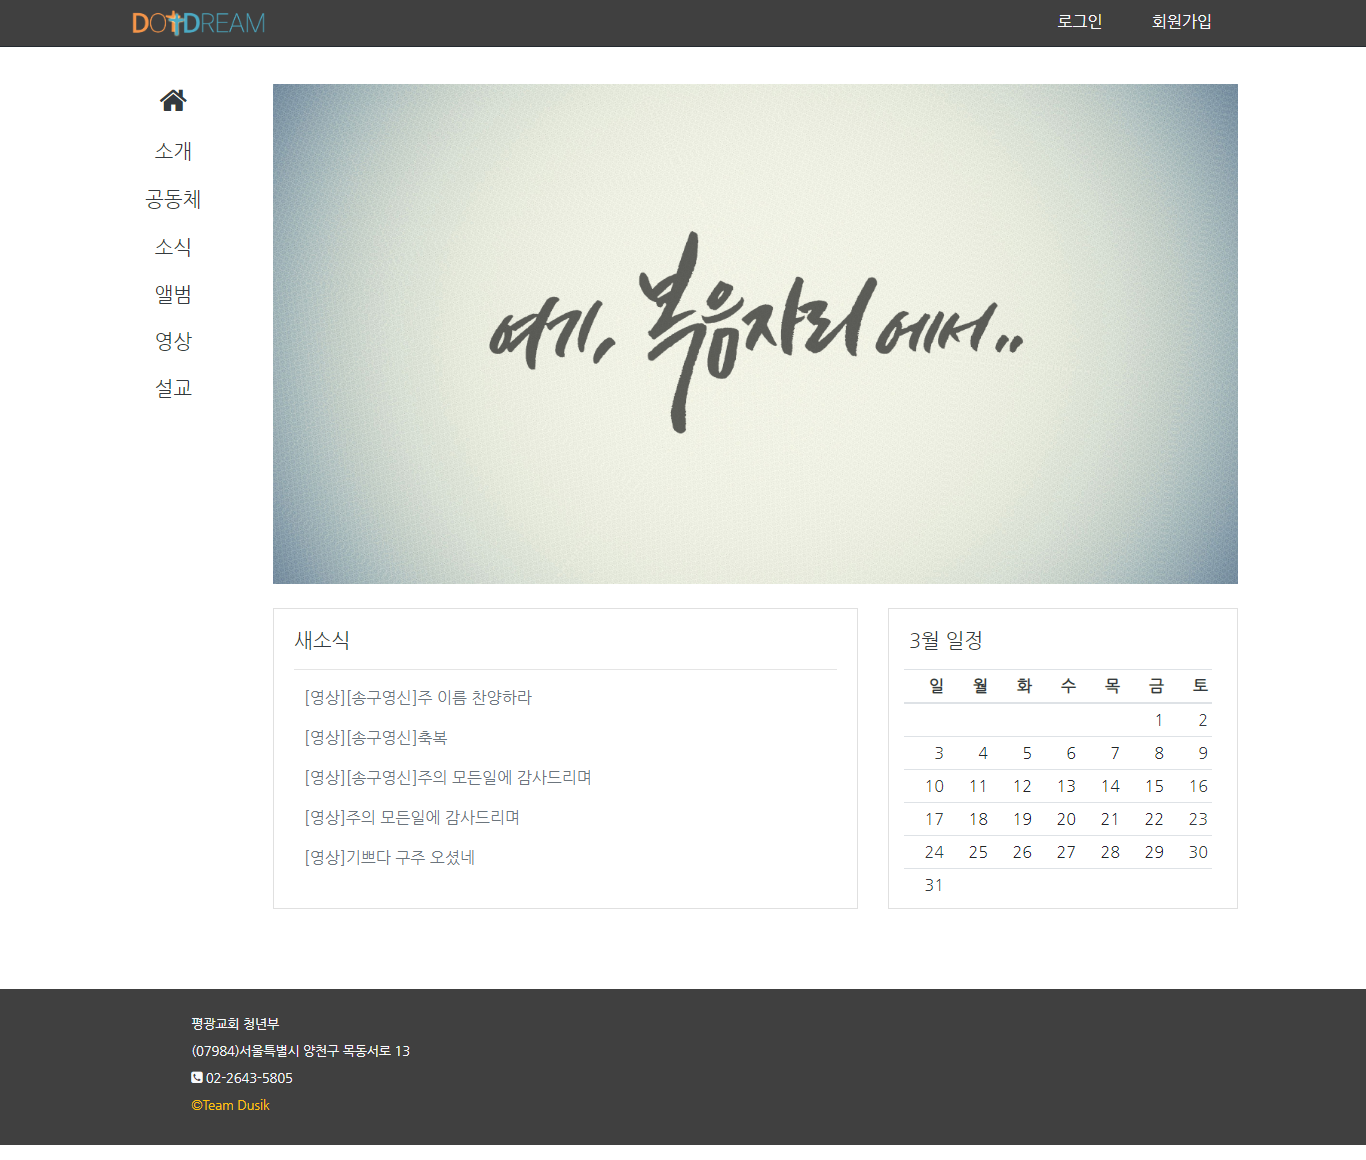 DOTDREAM
로그인 회원가입
소개
공동체
소식
앨범
영상
설교
여기, 복음자리에서..
새소식
[영상][송구영신]주 이름 찬양하라
[영상][송구영신]축복
[영상][송구영신]주의 모든일에 감사드리며
[영상]주의 모든일에 감사드리며
[영상]기쁘다 구주 오셨네
3월 일정
일 월 화 수 목 금 토
1 2
3 4 5 6 7 8 9
10 11 12 13 14 15 16
17 18 19 20 21 22 23
24 25 26 27 28 29 30
31
평광교회 청년부
(07984)서울특별시 양천구 목동서로 13
02-2643-5805
©Team Dusik